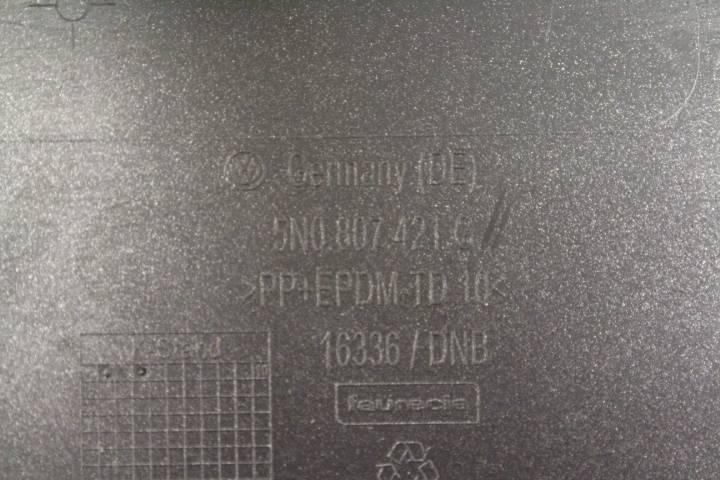 Germany (DE)
5N0.807.421.G
>PP+EPDM-TD 10<
16336 / DNB
faurecia